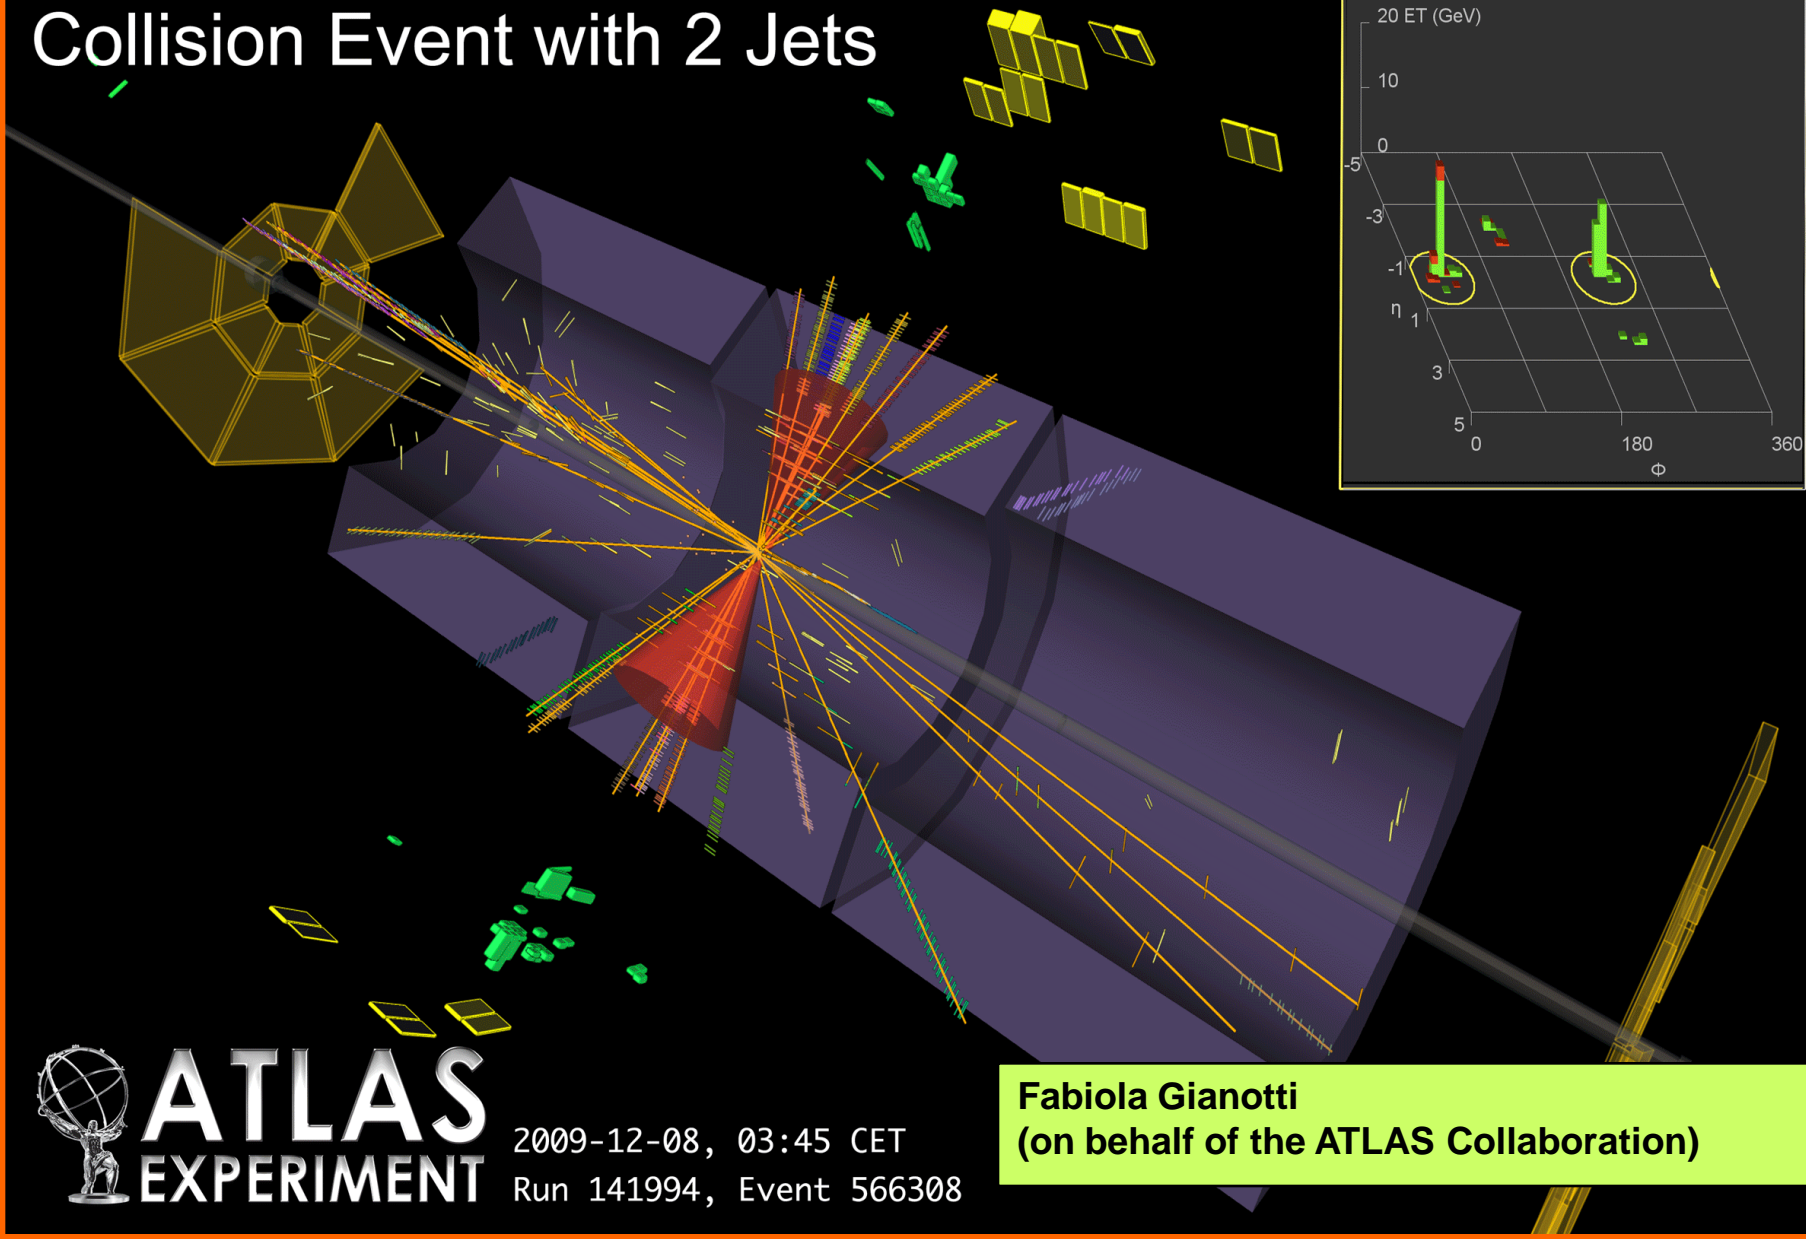 Collision Event with 2 Jets
20 ET (GeV)
10
0
-5
-3
-1
η
1
3
5
0
180
360
Φ
ATLAS
EXPERIMENT
2009-12-08, 03:45 CET
Run 141994, Event 566308
Fabiola Gianotti
(on behalf of the ATLAS Collaboration)